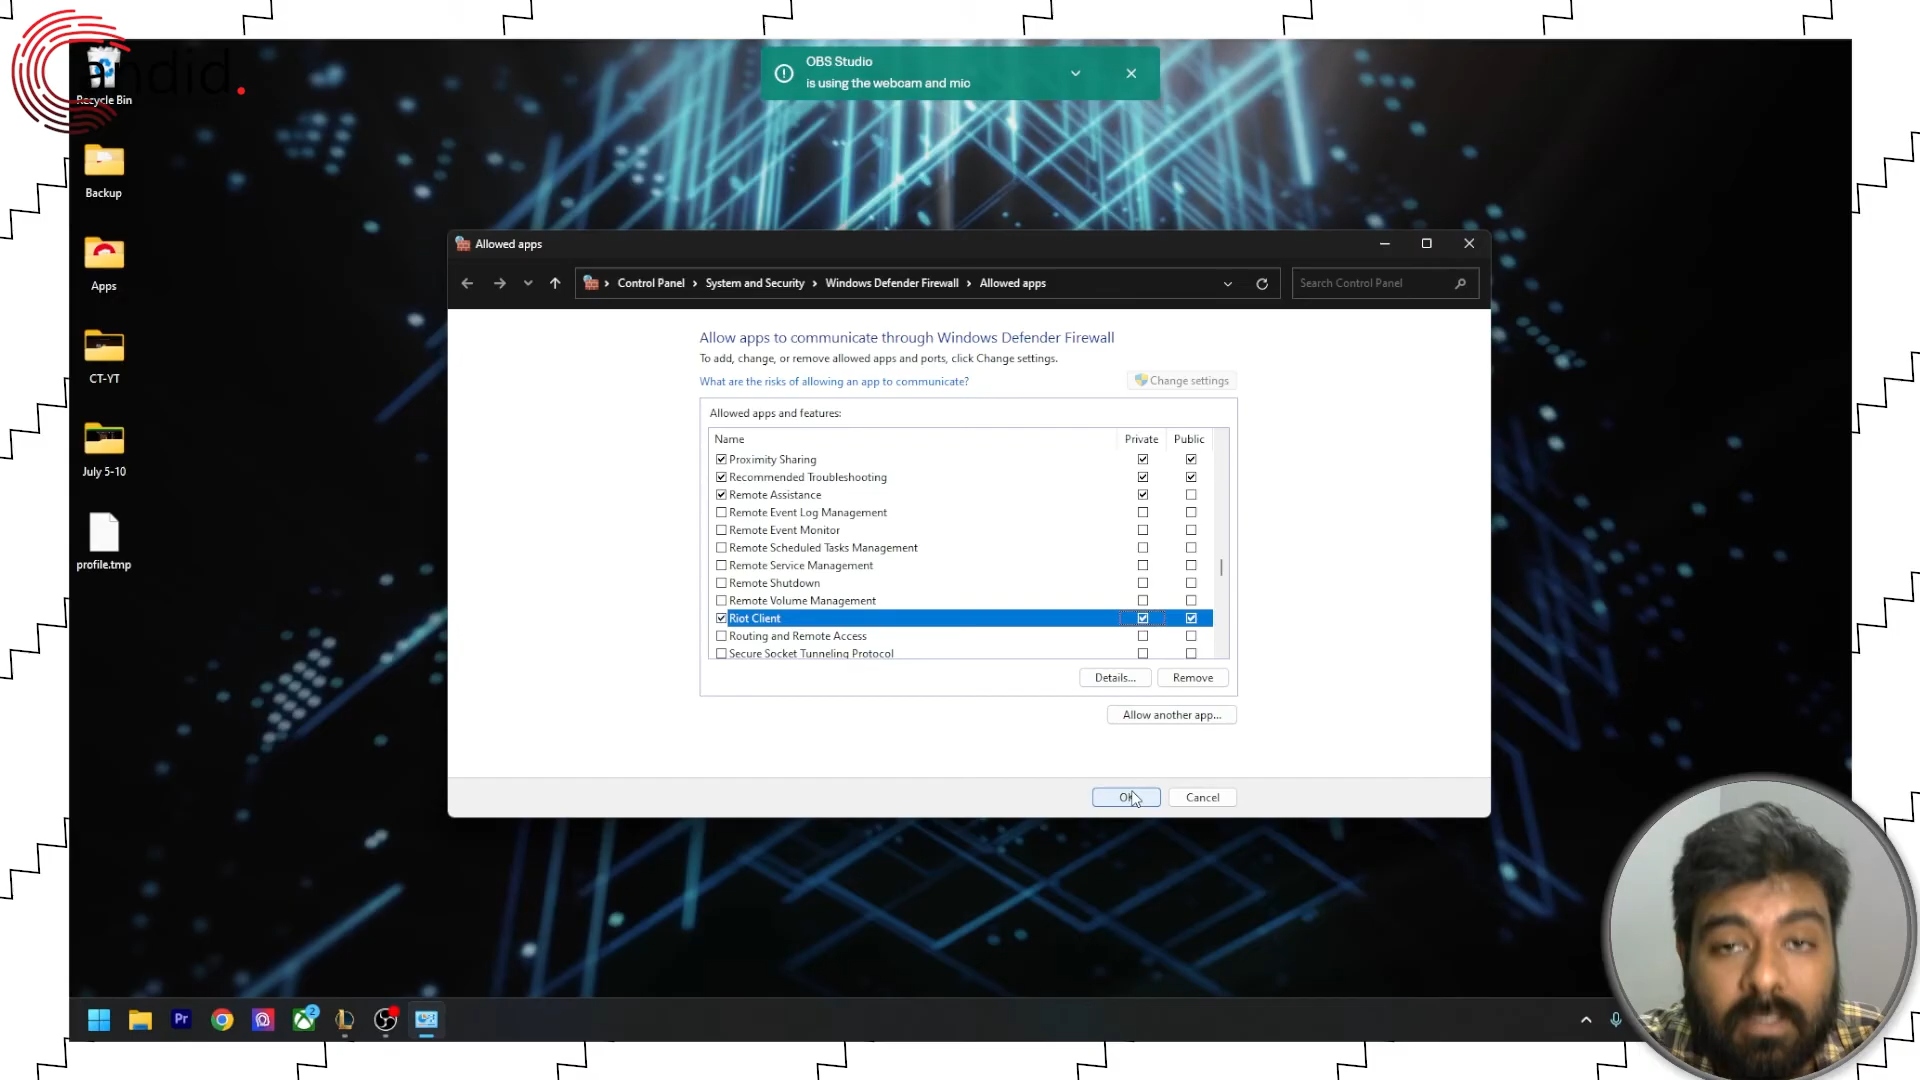 andid.
Recycle Bin
Backup
Apps
CT-YT
July 5-10
profile.tmp
OBS Studio
is using the webcam and mic
Allowed apps
Control Panel > System and Security > Windows Defender Firewall > Allowed apps
Search Control Panel
Allow apps to communicate through Windows Defender Firewall
To add, change, or remove allowed apps and ports, click Change settings.
What are the risks of allowing an app to communicate?
Change settings
Allowed apps and features:
Name Private Public
Proximity Sharing
Recommended Troubleshooting
Remote Assistance
Remote Event Log Management
Remote Event Monitor
Remote Scheduled Tasks Management
Remote Service Management
Remote Shutdown
Remote Volume Management
Riot Client
Routing and Remote Access
Secure Socket Tunneling Protocol
Details... Remove
Allow another app...
OK Cancel
Pr
2